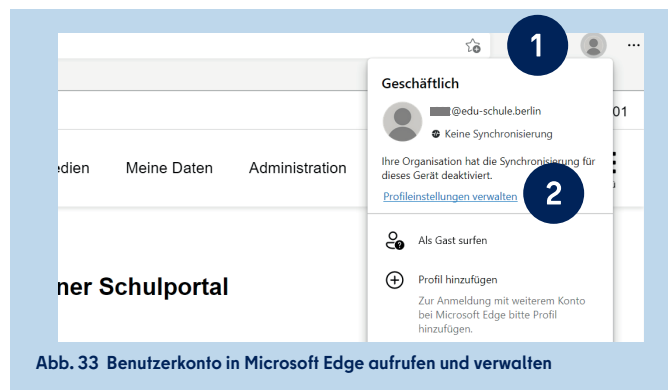 1
...
Geschäftlich
@edu-schule.berlin
01
Keine Synchronisierung
edien Meine Daten Administration
Ihre Organisation hat die Synchronisierung für
dieses Gerät deaktiviert.
Profileinstellungen verwalten
2
Als Gast surfen
Profil hinzufügen
ner Schulportal
Zur Anmeldung mit weiterem Konto
bei Microsoft Edge bitte Profil
hinzufügen.
Abb. 33 Benutzerkonto in Microsoft Edge aufrufen und verwalten